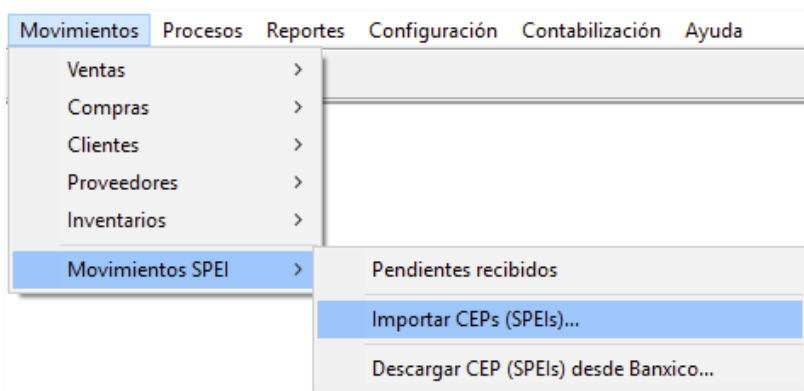 Movimientos Procesos Reportes Configuración Contabilización Ayuda
Ventas
Compras
Clientes
Proveedores
Inventarios
Movimientos SPEI
Pendientes recibidos
Importar CEPs (SPEIs)...
Descargar CEP (SPEIs) desde Banxico...